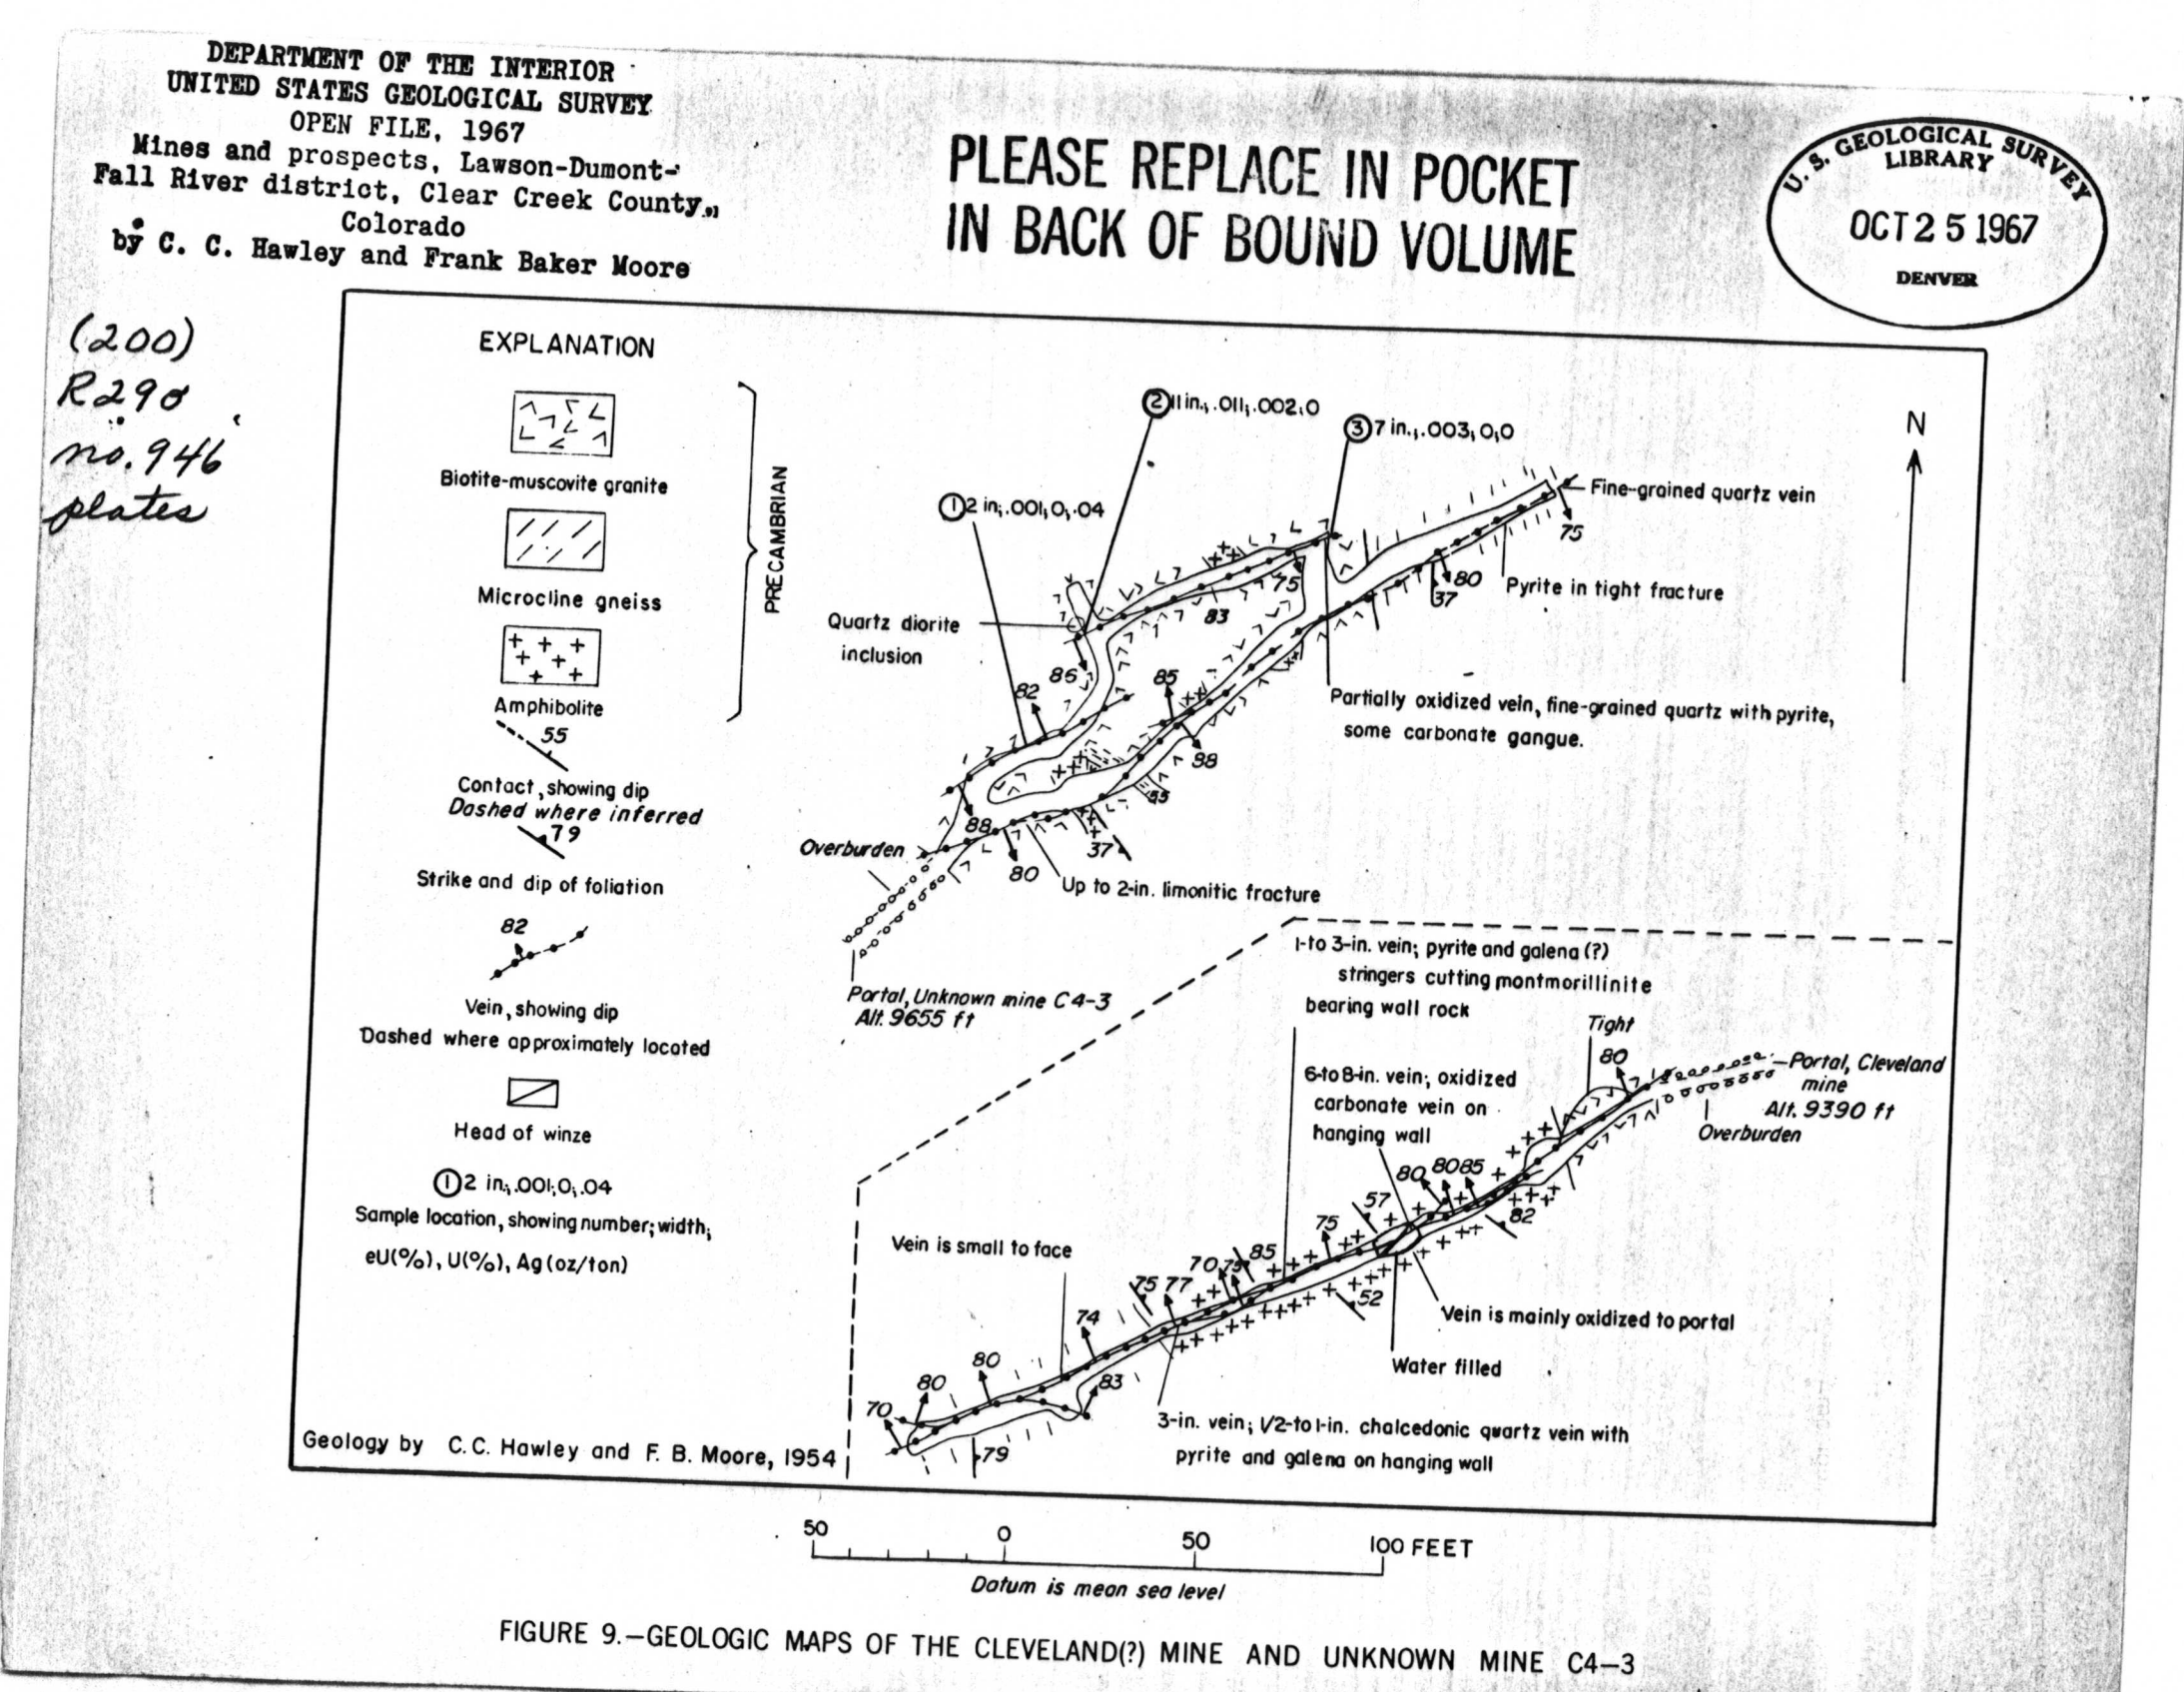 DEPARTMENT OF THE INTERIOR
UNITED STATES GEOLOGICAL SURVEY
OPEN FILE, 1967
Mines and prospects, Lawson-Dumont-
Fall River district, Clear Creek County,
Colorado
by C. C. Hawley and Frank Baker Moore
PLEASE REPLACE IN POCKET
IN BACK OF BOUND VOLUME
U. S. GEOLOGICAL SURVEY
LIBRARY
OCT 25 1967
DENVER
(200)
R290
no. 946
plates
EXPLANATION
Biotite-muscovite granite
Microcline gneiss
Amphibolite
PRECAMBRIAN
55
Contact, showing dip
Dashed where inferred
79
Strike and dip of foliation
82
Vein, showing dip
Dashed where approximately located
Head of winze
1 2 in; .001; 0; .04
Sample location, showing number; width;
eU(%), U(%), Ag (oz/ton)
Geology by C. C. Hawley and F. B. Moore, 1954
2 11 in; .011; .002; 0
3 7 in; .003; 0; 0
1 2 in; .001; 0; .04
N
Fine-grained quartz vein
75
80
37
Pyrite in tight fracture
75
83
Quartz diorite
inclusion
86
82
85
Partially oxidized vein, fine-grained quartz with pyrite,
some carbonate gangue.
88
55
88
37
80
Overburden
Up to 2-in. limonitic fracture
Portal, Unknown mine C4-3
Alt. 9655 ft
1-to 3-in. vein; pyrite and galena (?)
stringers cutting montmorillinite
bearing wall rock
Tight
80
Portal, Cleveland
mine
Alt. 9390 ft
Overburden
6-to 8-in. vein; oxidized
carbonate vein on
hanging wall
80 80 85
57
82
75
85
70 75
52
Vein is small to face
75 77
74
Vein is mainly oxidized to portal
Water filled
80
80
83
70
79
3-in. vein; 1/2-to 1-in. chalcedonic quartz vein with
pyrite and galena on hanging wall
50 0 50 100 FEET
Datum is mean sea level
FIGURE 9.—GEOLOGIC MAPS OF THE CLEVELAND(?) MINE AND UNKNOWN MINE C4-3